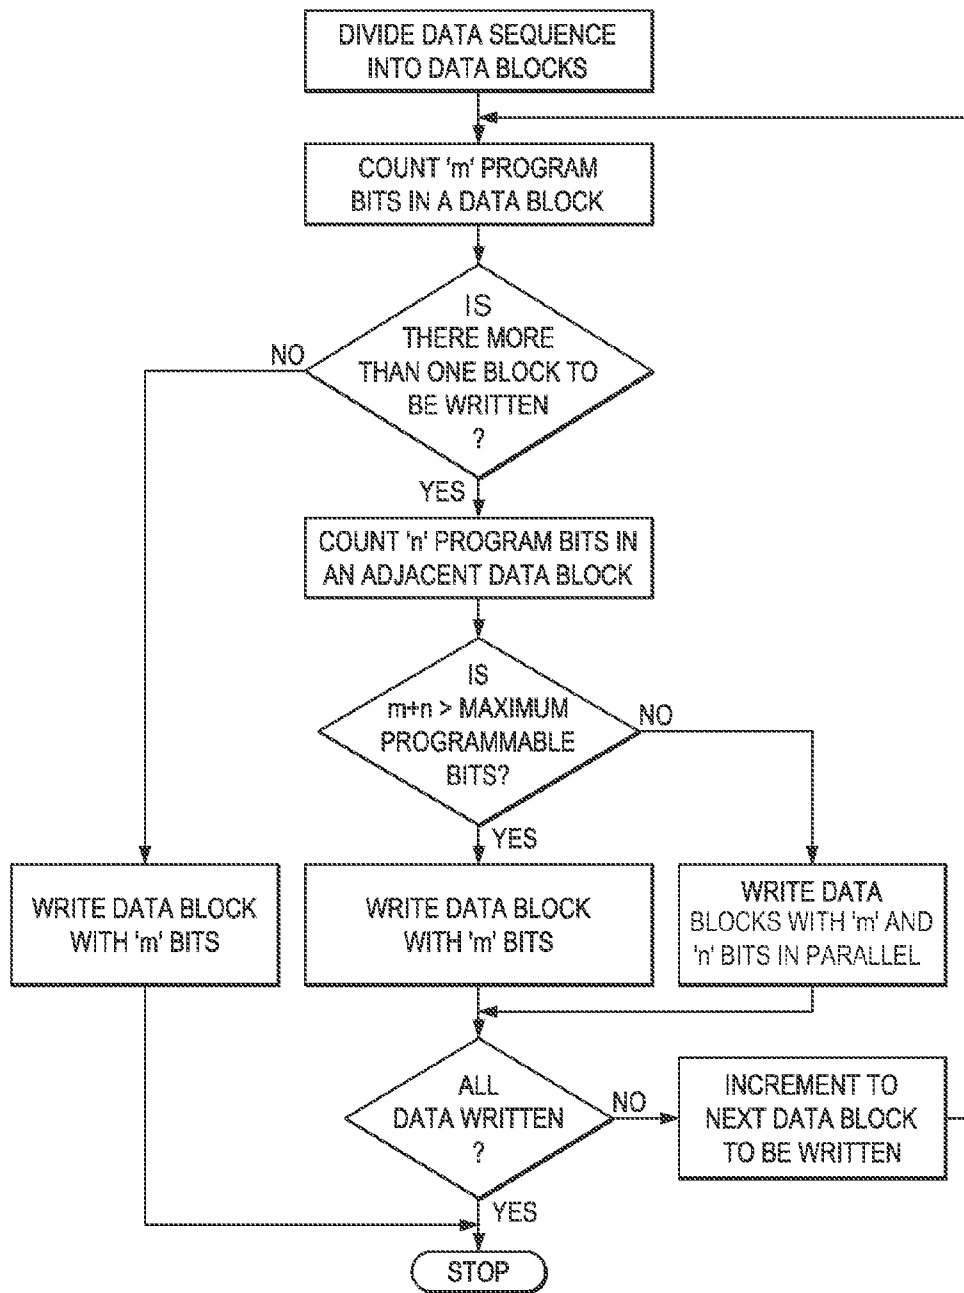 DIVIDE DATA SEQUENCE
INTO DATA BLOCKS
COUNT 'm' PROGRAM
BITS IN A DATA BLOCK
IS
THERE MORE
THAN ONE BLOCK TO
BE WRITTEN
?
NO
YES
COUNT 'n' PROGRAM BITS IN
AN ADJACENT DATA BLOCK
IS
m+n > MAXIMUM
PROGRAMMABLE
BITS?
NO
YES
WRITE DATA BLOCK
WITH 'm' BITS
WRITE DATA BLOCK
WITH 'm' BITS
WRITE DATA
BLOCKS WITH 'm' AND
'n' BITS IN PARALLEL
ALL
DATA WRITTEN
?
NO
INCREMENT TO
NEXT DATA BLOCK
TO BE WRITTEN
YES
STOP